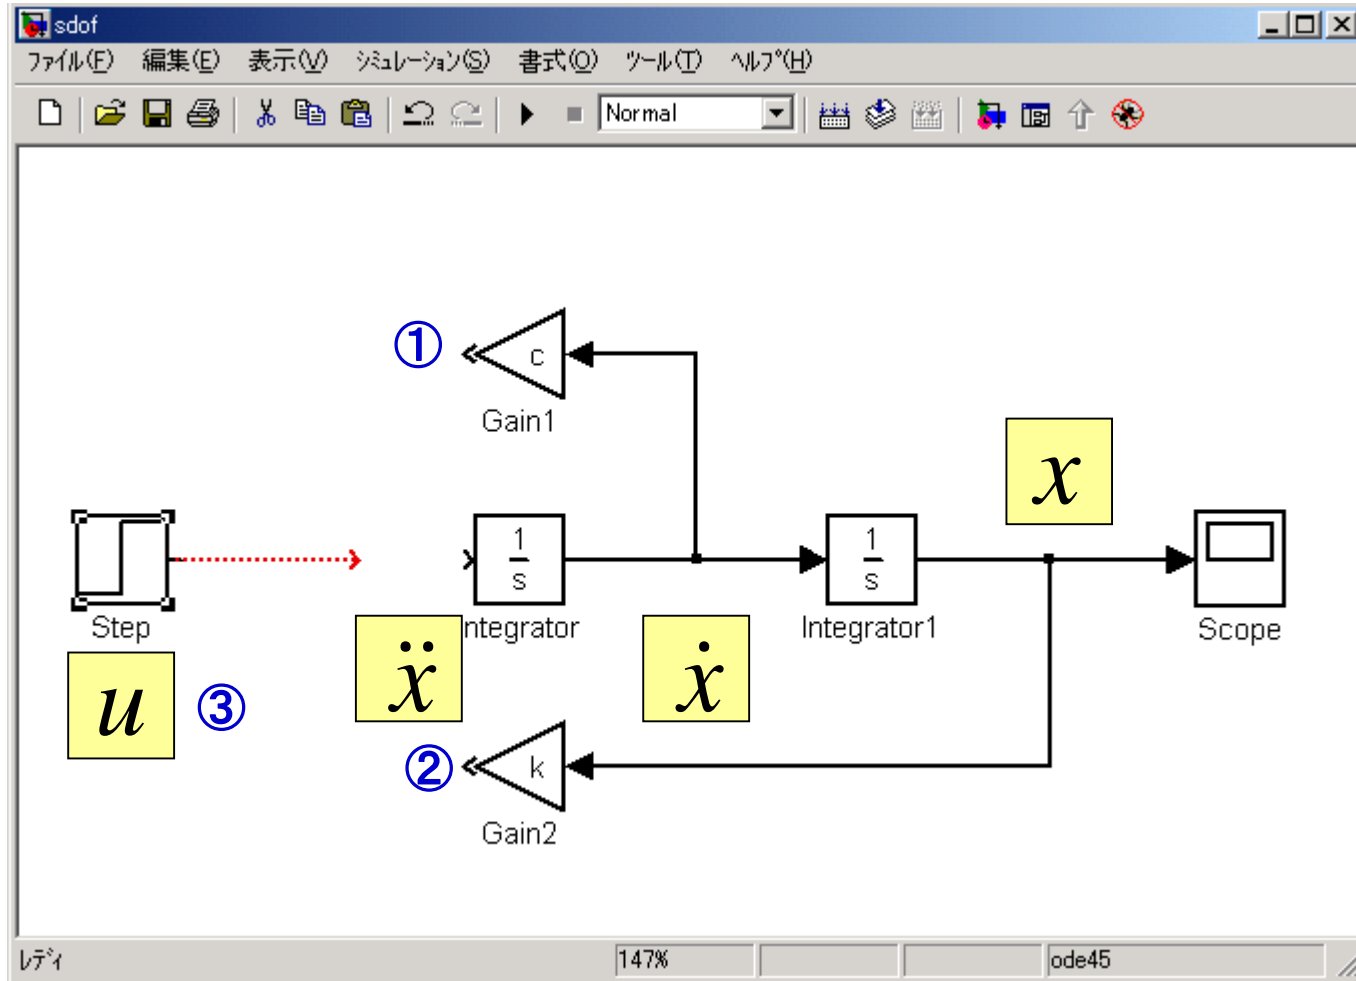 sdof
ファイル(F) 編集(E) 表示(V) シミュレーション(S) 書式(O) ツール(T) ヘルプ(H)
Normal
①
c
Gain1
x
1
s
1
s
Step
ntegrator
Integrator1
Scope
u
③
ẍ
ẋ
②
k
Gain2
レディ
147%
ode45